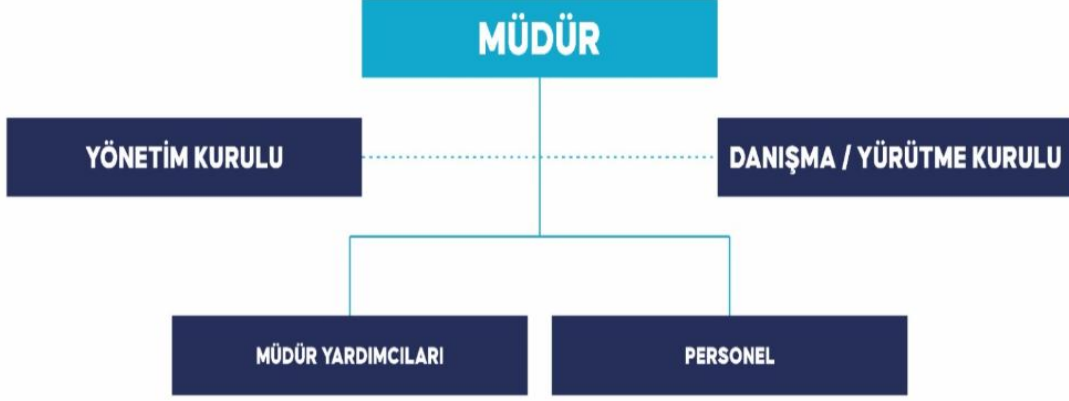 MÜDÜR
YÖNETİM KURULU
DANIŞMA / YÜRÜTME KURULU
MÜDÜR YARDIMCILARI
PERSONEL